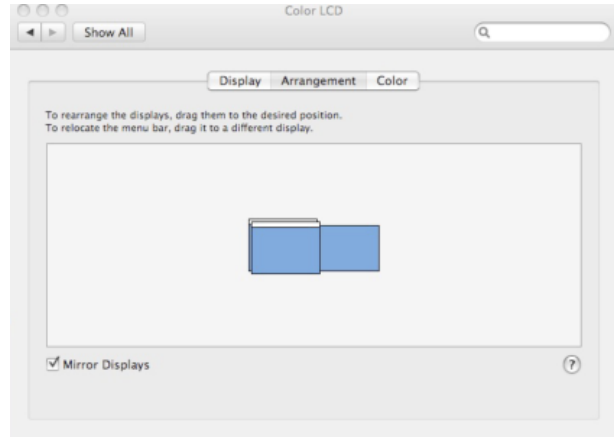 Color LCD
Show All
Display Arrangement Color
To rearrange the displays, drag them to the desired position.
To relocate the menu bar, drag it to a different display.
Mirror Displays
?